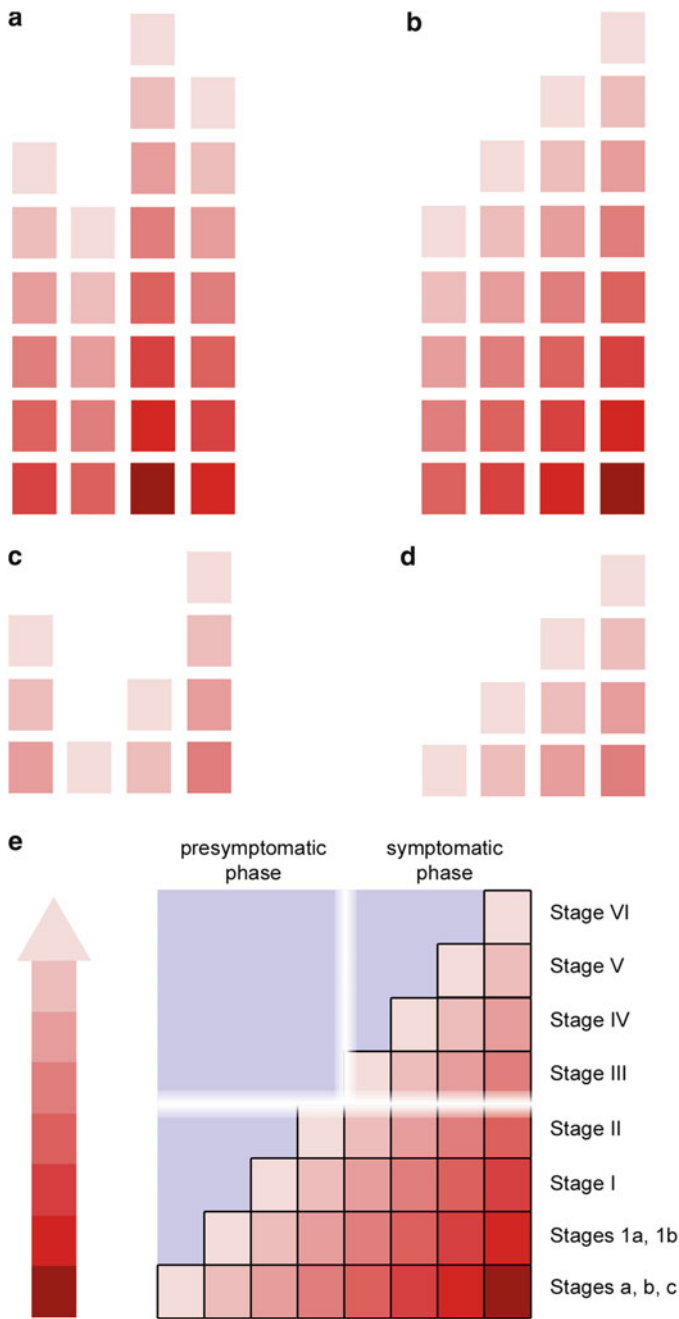 a
b
c
d
e
presymptomatic
phase
symptomatic
phase
Stage VI
Stage V
Stage IV
Stage III
Stage II
Stage I
Stages 1a, 1b
Stages a, b, c